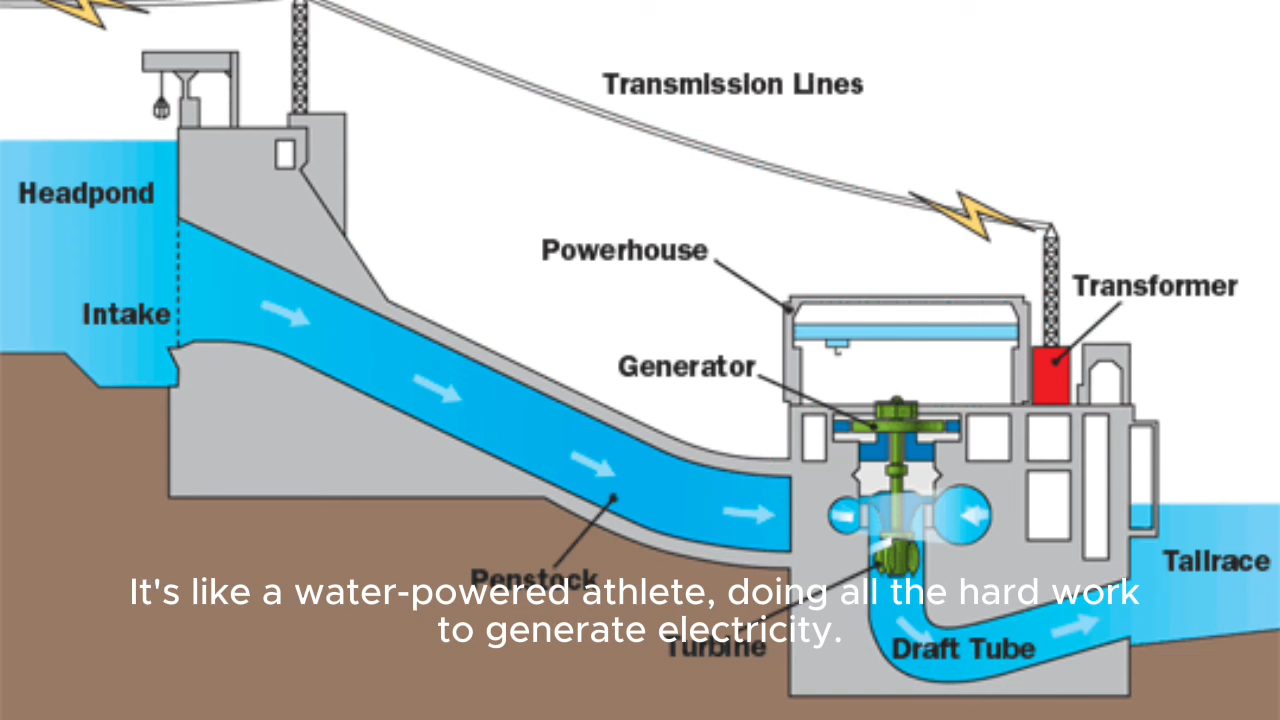 Transmission Lines
Headpond
Powerhouse
Transformer
Intake
Generator
Tailrace
Penstock
It's like a water-powered athlete, doing all the hard work
to generate electricity.
Turbine
Draft Tube